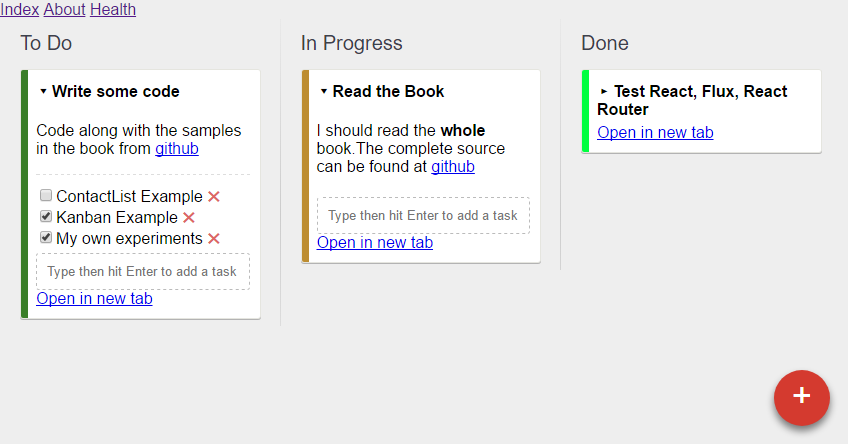 Index About Health
To Do
Write some code
Code along with the samples
in the book from github
ContactList Example
Kanban Example
My own experiments
Type then hit Enter to add a task
Open in new tab
In Progress
Read the Book
I should read the whole
book.The complete source
can be found at github
Type then hit Enter to add a task
Open in new tab
Done
Test React, Flux, React
Router
Open in new tab
+